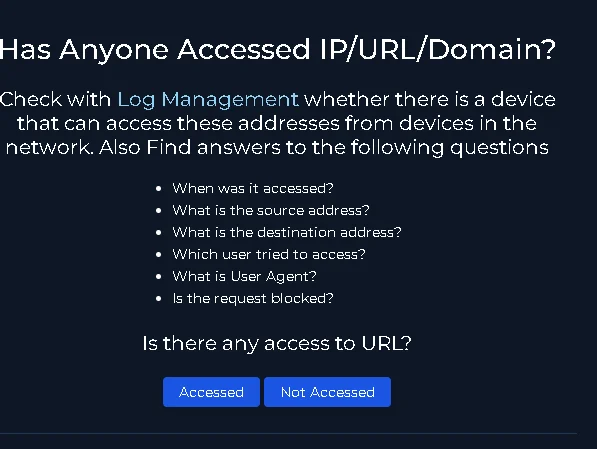 Has Anyone Accessed IP/URL/Domain?
Check with Log Management whether there is a device
that can access these addresses from devices in the
network. Also Find answers to the following questions
• When was it accessed?
• What is the source address?
• What is the destination address?
• Which user tried to access?
• What is User Agent?
• Is the request blocked?
Is there any access to URL?
Accessed Not Accessed